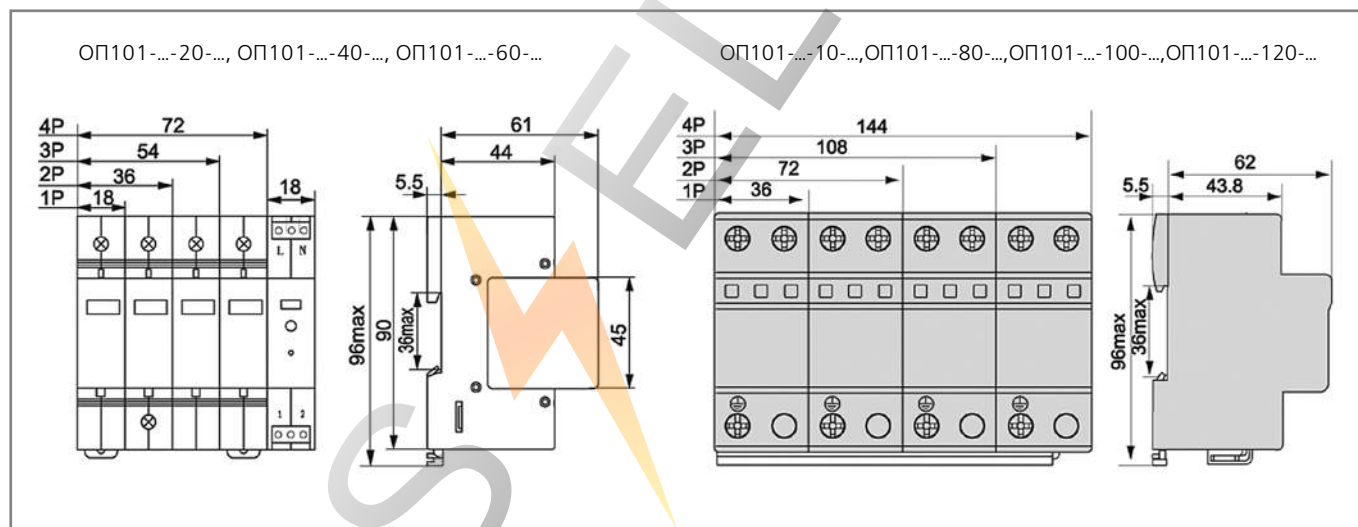 ОП101-...-20-..., ОП101-...-40-..., ОП101-...-60-...
4P 72
3P 54
2P 36
1P 18
18
L N
1 2
61
44
5.5
96max
90
36max
45
ОП101-...-10-...,ОП101-...-80-...,ОП101-...-100-...,ОП101-...-120-...
4P 144
3P 108
2P 72
1P 36
62
5.5 43.8
96max
36max
S EL